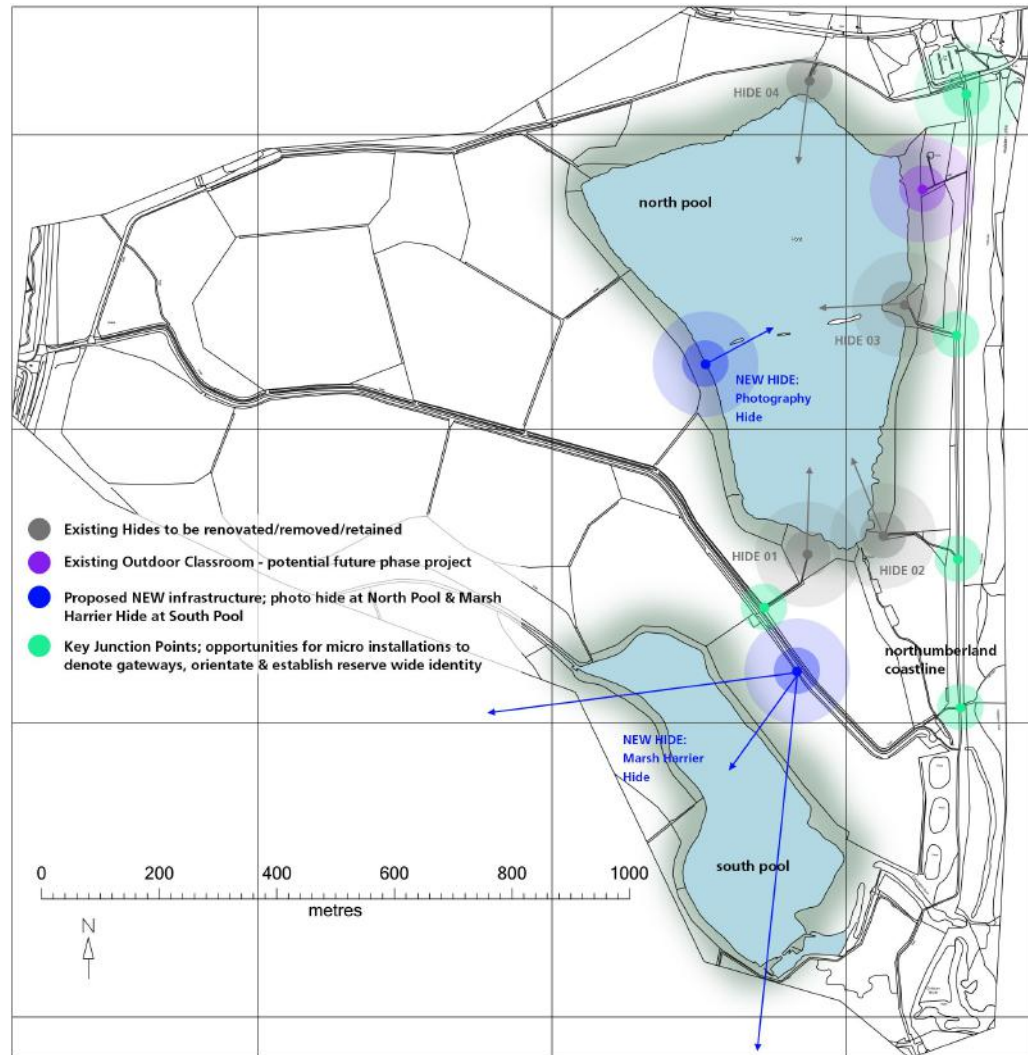 HIDE 04
north pool
HIDE 03
NEW HIDE:
Photography
Hide
Existing Hides to be renovated/removed/retained
Existing Outdoor Classroom - potential future phase project
Proposed NEW infrastructure; photo hide at North Pool & Marsh
Harrier Hide at South Pool
Key Junction Points; opportunities for micro installations to
denote gateways, orientate & establish reserve wide identity
HIDE 01
HIDE 02
northumberland
coastline
NEW HIDE:
Marsh Harrier
Hide
south pool
0 200 400 600 800 1000
metres
N